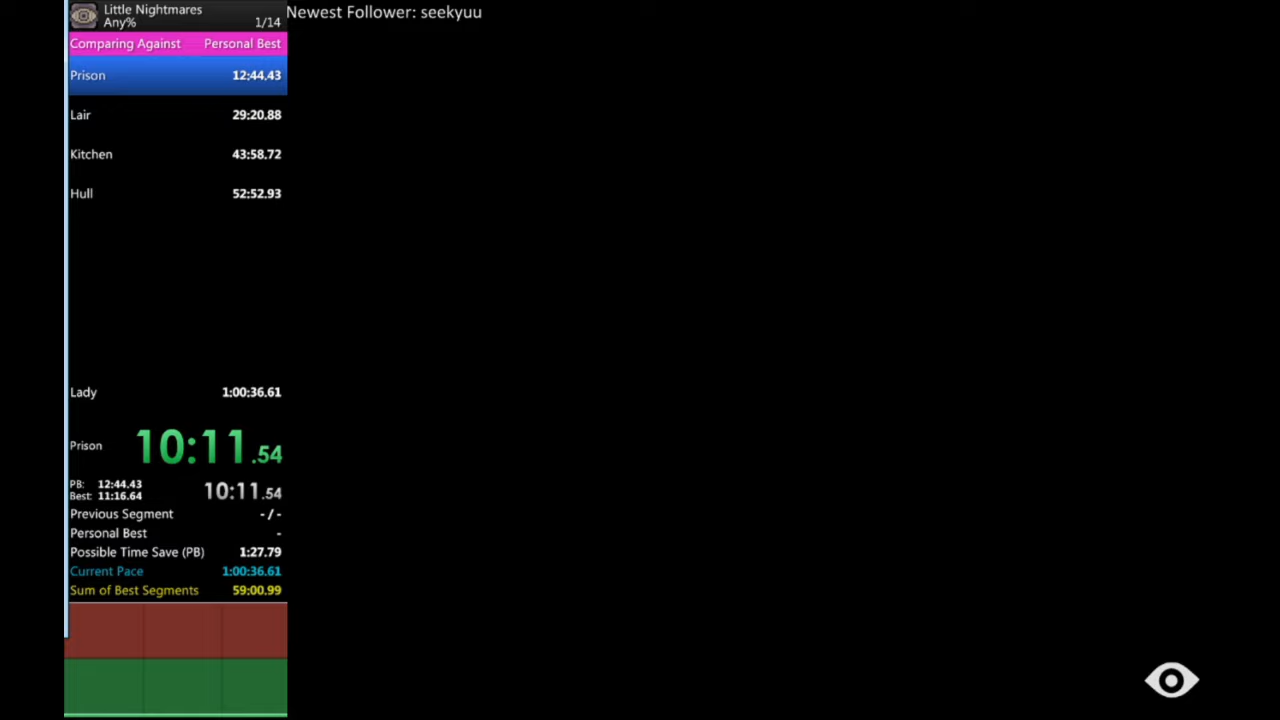 Little Nightmares
Any% 1/14
Newest Follower: seekyuu
Comparing Against Personal Best
Prison 12:44.43
Lair 29:20.88
Kitchen 43:58.72
Hull 52:52.93
Lady 1:00:36.61
Prison 10:11.54
PB: 12:44.43
Best: 11:16.64
10:11.54
Previous Segment - / -
Personal Best -
Possible Time Save (PB) 1:27.79
Current Pace 1:00:36.61
Sum of Best Segments 59:00.99